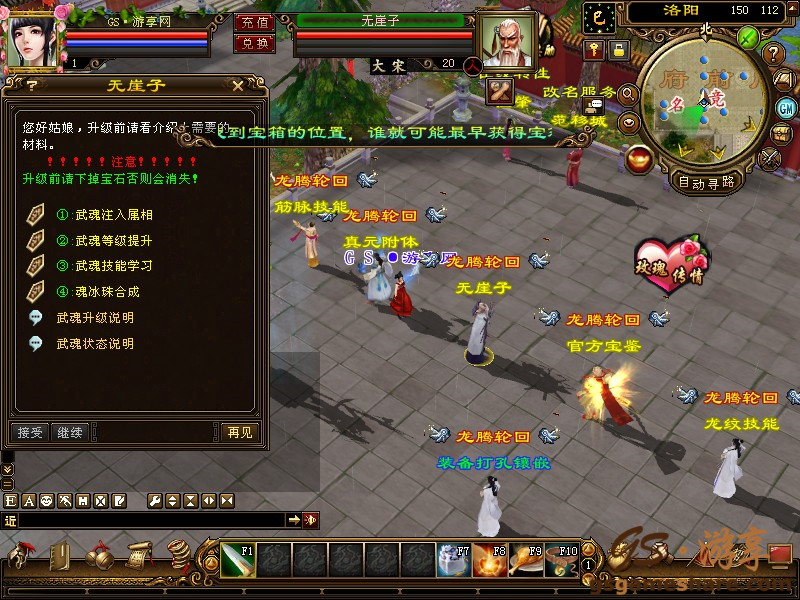 GS·游享网
充值
无崖子
兑换
大宋
20
1
洛阳 150 112
北
自动寻路
GM
改名服务
无崖子
您好姑娘，升级前请看介绍
需要的
材料。
！！！！！注意！！！！！
升级前请下掉宝石否则会消失！
①:武魂注入属相
②:武魂等级提升
③:武魂技能学习
④:魂冰珠合成
武魂升级说明
武魂状态说明
接受 继续 再见
到宝箱的位置，谁就可能最早获得宝
龙腾轮回
筋脉技能
龙腾轮回
真元附体
龙腾轮回
无崖子
龙腾轮回
官方宝鉴
玫瑰传情
龙腾轮回
龙纹技能
龙腾轮回
装备打孔镶嵌
近
F1 F7 F8 F9 F10
1
GS·游享